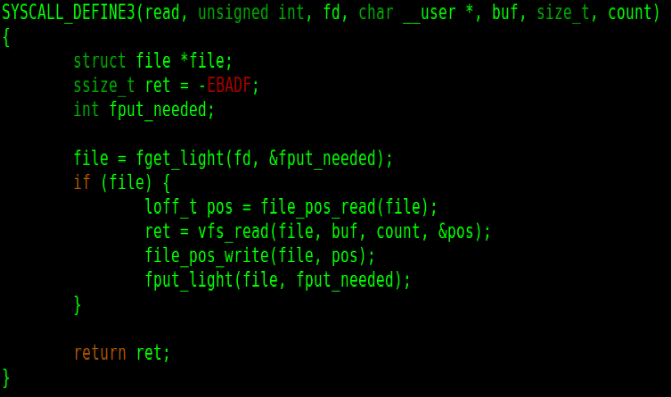 SYSCALL_DEFINE3(read, unsigned int, fd, char __user *, buf, size_t, count)
{
        struct file *file;
        ssize_t ret = -EBADF;
        int fput_needed;

        file = fget_light(fd, &fput_needed);
        if (file) {
                loff_t pos = file_pos_read(file);
                ret = vfs_read(file, buf, count, &pos);
                file_pos_write(file, pos);
                fput_light(file, fput_needed);
        }

        return ret;
}